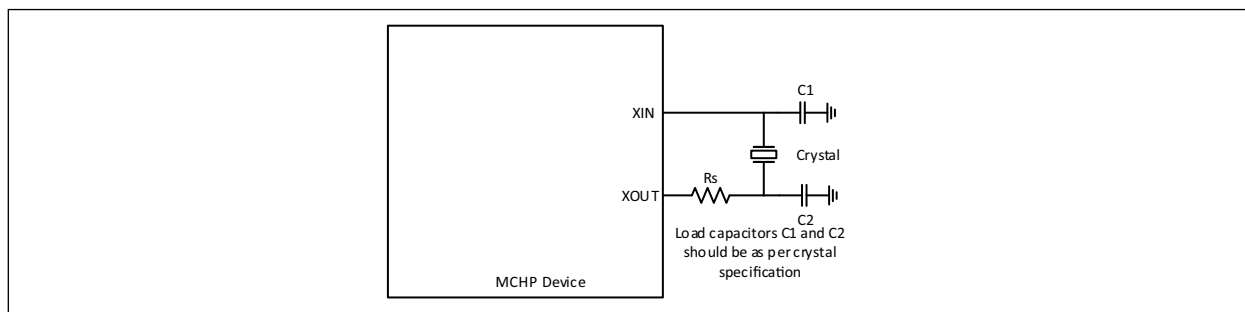 C1
XIN
Crystal
Rs
XOUT
C2
Load capacitors C1 and C2
should be as per crystal
specification
MCHP Device